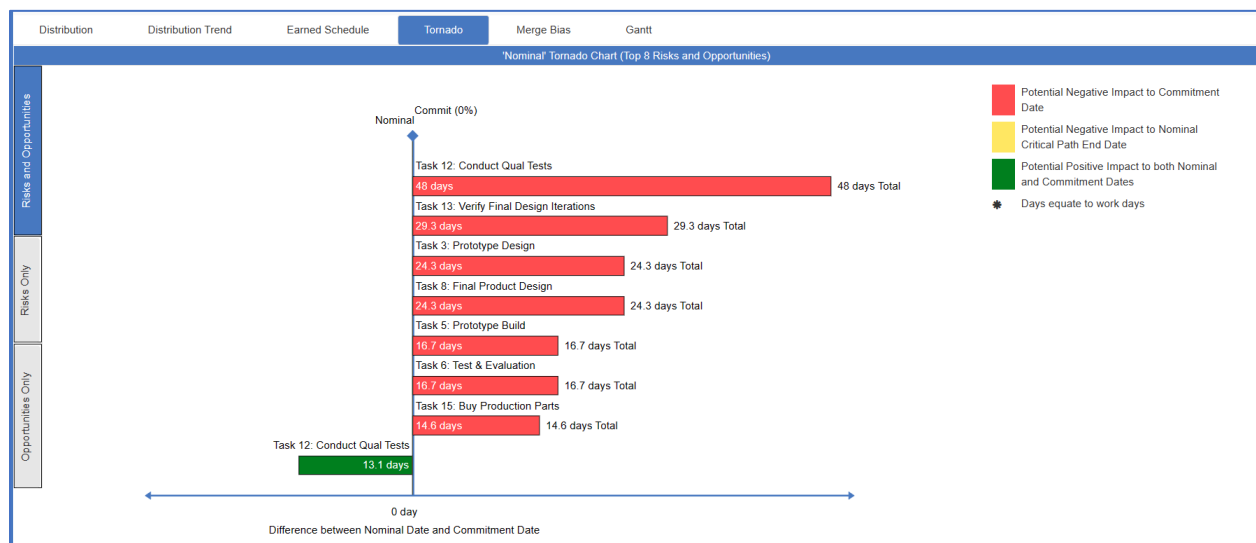 Distribution
Distribution Trend
Earned Schedule
Tornado
Merge Bias
Gantt
'Nominal' Tornado Chart (Top 8 Risks and Opportunities)
Risks and Opportunities
Risks Only
Opportunities Only
Commit (0%)
Nominal
Task 12: Conduct Qual Tests
48 days
48 days Total
Task 13: Verify Final Design Iterations
29.3 days
29.3 days Total
Task 3: Prototype Design
24.3 days
24.3 days Total
Task 8: Final Product Design
24.3 days
24.3 days Total
Task 5: Prototype Build
16.7 days
16.7 days Total
Task 6: Test & Evaluation
16.7 days
16.7 days Total
Task 15: Buy Production Parts
14.6 days
14.6 days Total
Task 12: Conduct Qual Tests
13.1 days
0 day
Difference between Nominal Date and Commitment Date
Potential Negative Impact to Commitment
Date
Potential Negative Impact to Nominal
Critical Path End Date
Potential Positive Impact to both Nominal
and Commitment Dates
Days equate to work days